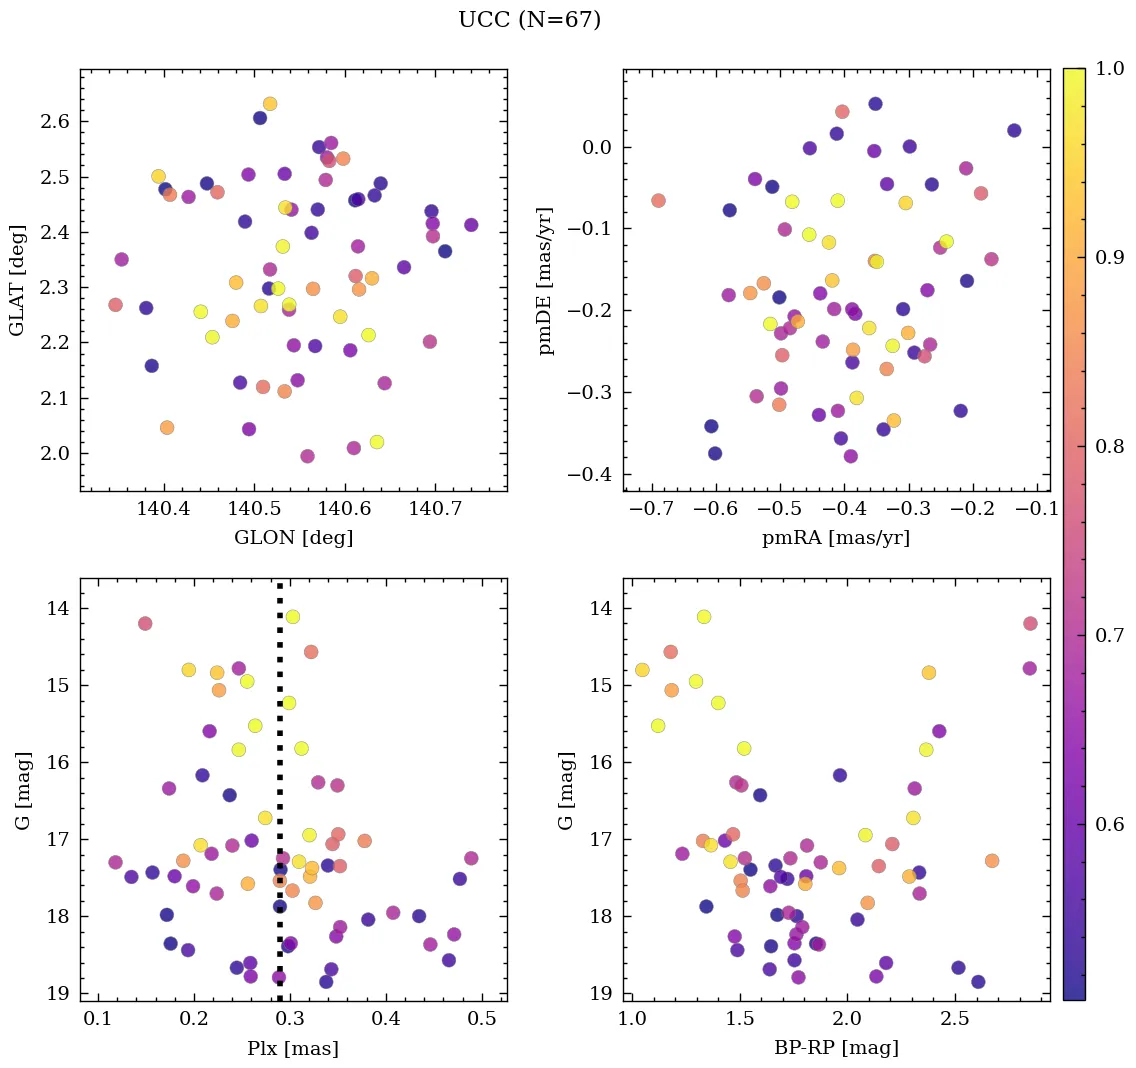 UCC (N=67)
2.6
2.5
2.4
2.3
2.2
2.1
2.0
GLAT [deg]
140.4 140.5 140.6 140.7
GLON [deg]
0.0
−0.1
−0.2
−0.3
−0.4
pmDE [mas/yr]
−0.7 −0.6 −0.5 −0.4 −0.3 −0.2 −0.1
pmRA [mas/yr]
1.0
0.9
0.8
0.7
0.6
14
15
16
17
18
19
G [mag]
0.1 0.2 0.3 0.4 0.5
Plx [mas]
14
15
16
17
18
19
G [mag]
1.0 1.5 2.0 2.5
BP-RP [mag]